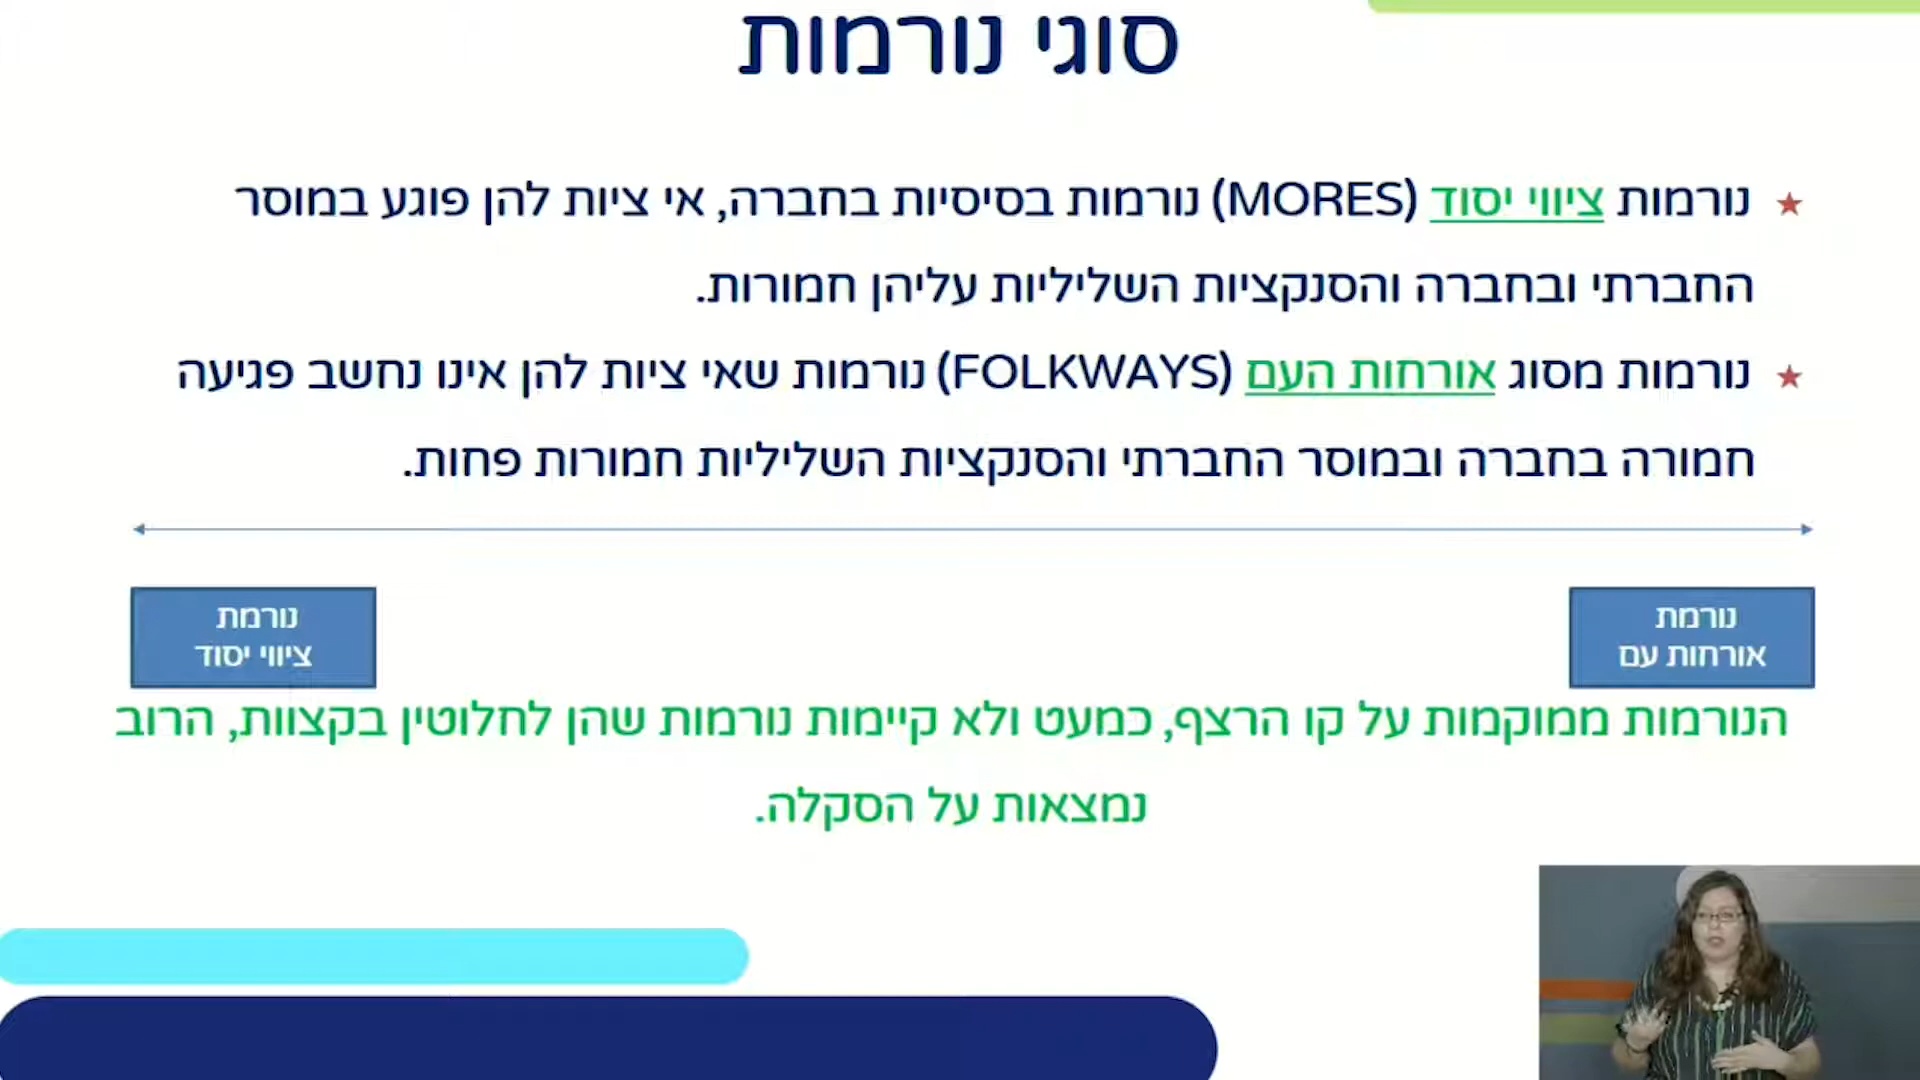 סוגי נורמות
נורמות ציווי יסוד (MORES) נורמות בסיסיות בחברה, אי ציות להן פוגע במוסר
החברתי ובחברה והסנקציות השליליות עליהן חמורות.
נורמות מסוג אורחות העם (FOLKWAYS) נורמות שאי ציות להן אינו נחשב פגיעה
חמורה בחברה ובמוסר החברתי והסנקציות השליליות חמורות פחות.
נורמת
אורחות עם
נורמת
ציווי יסוד
הנורמות ממוקמות על קו הרצף, כמעט ולא קיימות נורמות שהן לחלוטין בקצוות, הרוב
נמצאות על הסקלה.